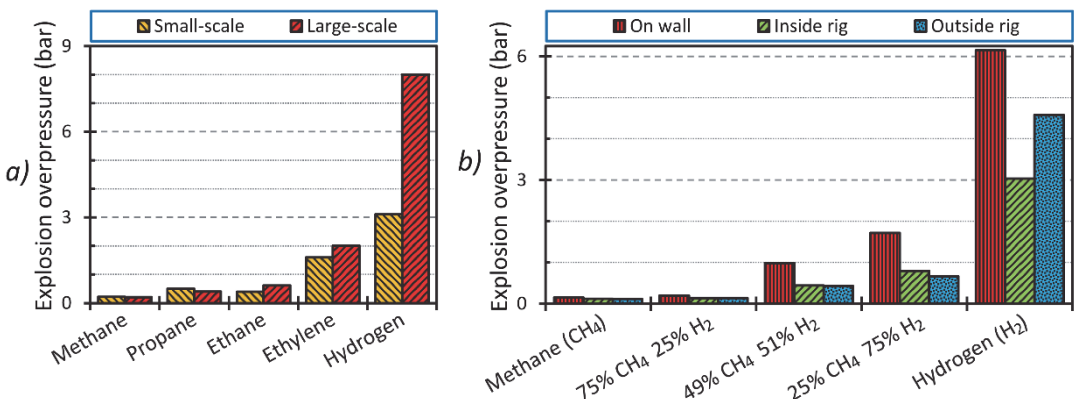 a)
Small-scale Large-scale
Explosion overpressure (bar)
9
6
3
0
Methane Propane Ethane Ethylene Hydrogen
b)
On wall Inside rig Outside rig
Explosion overpressure (bar)
6
3
0
Methane (CH₄) 75% CH₄ 25% H₂ 49% CH₄ 51% H₂ 25% CH₄ 75% H₂ Hydrogen (H₂)